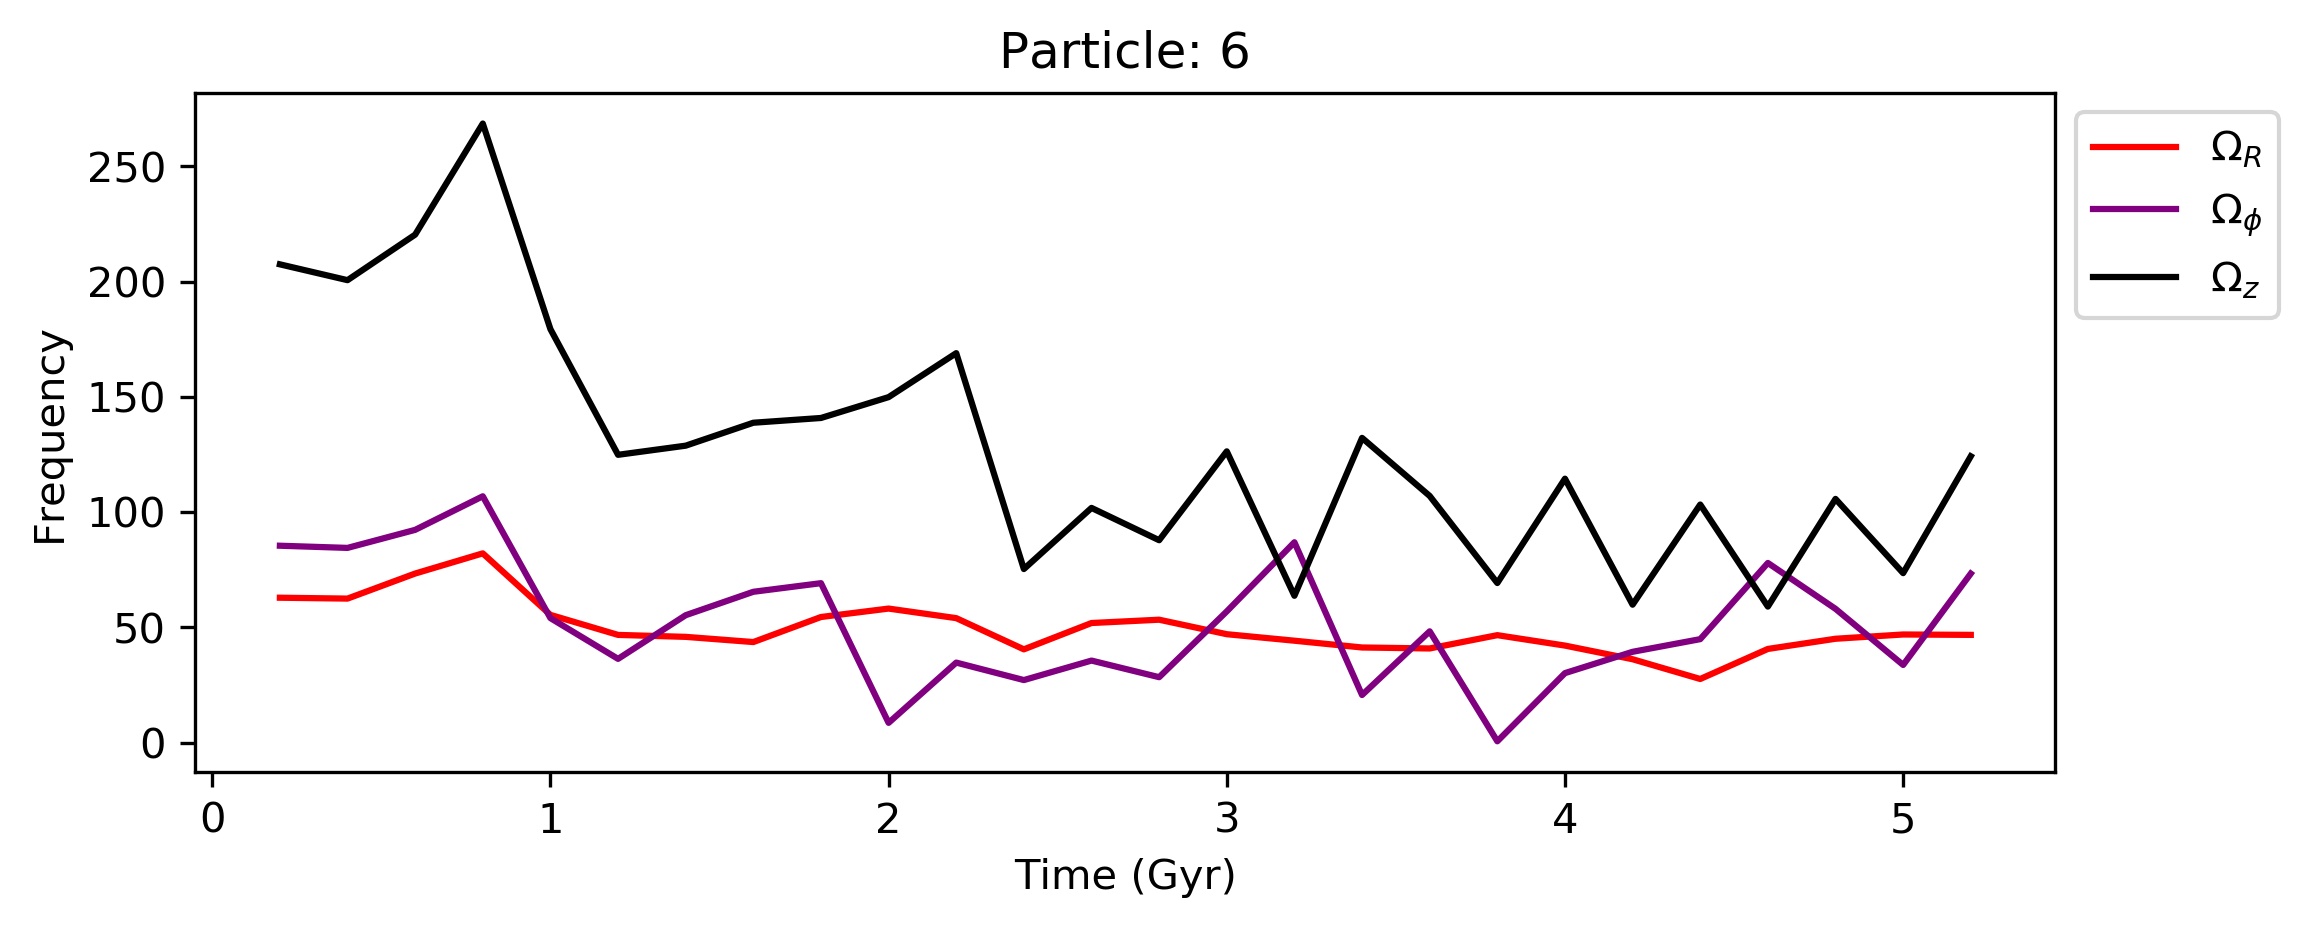 Particle: 6
Frequency
250
200
150
100
50
0
0 1 2 3 4 5
Time (Gyr)
Ω_R
Ω_ϕ
Ω_z